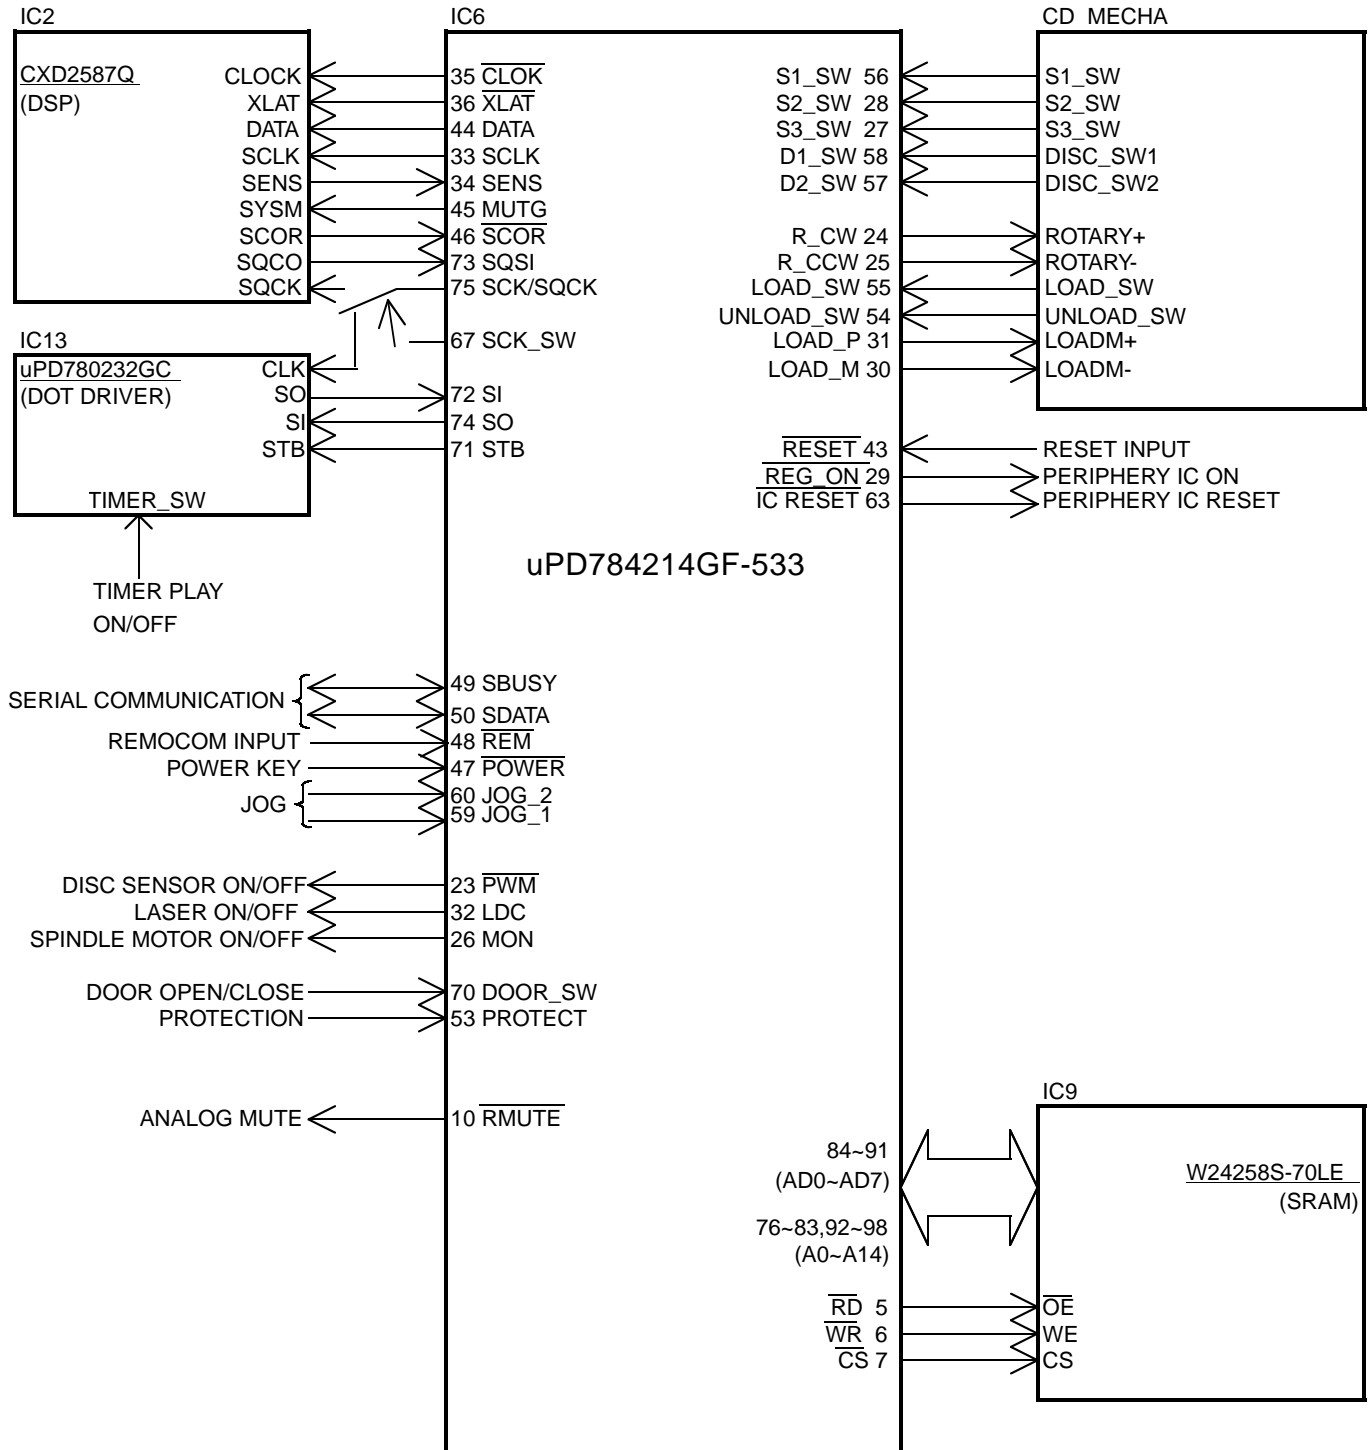 IC2
CXD2587Q
(DSP)
CLOCK
XLAT
DATA
SCLK
SENS
SYSM
SCOR
SQCO
SQCK
IC13
uPD780232GC
(DOT DRIVER)
CLK
SO
SI
STB
TIMER_SW
TIMER PLAY
ON/OFF
SERIAL COMMUNICATION
REMOCOM INPUT
POWER KEY
JOG
DISC SENSOR ON/OFF
LASER ON/OFF
SPINDLE MOTOR ON/OFF
DOOR OPEN/CLOSE
PROTECTION
ANALOG MUTE
IC6
35 CLOK
36 XLAT
44 DATA
33 SCLK
34 SENS
45 MUTG
46 SCOR
73 SQSI
75 SCK/SQCK
67 SCK_SW
72 SI
74 SO
71 STB
49 SBUSY
50 SDATA
48 REM
47 POWER
60 JOG_2
59 JOG_1
23 PWM
32 LDC
26 MON
70 DOOR_SW
53 PROTECT
10 RMUTE
uPD784214GF-533
S1_SW 56
S2_SW 28
S3_SW 27
D1_SW 58
D2_SW 57
R_CW 24
R_CCW 25
LOAD_SW 55
UNLOAD_SW 54
LOAD_P 31
LOAD_M 30
RESET 43
REG_ON 29
IC RESET 63
84~91
(AD0~AD7)
76~83,92~98
(A0~A14)
RD 5
WR 6
CS 7
CD MECHA
S1_SW
S2_SW
S3_SW
DISC_SW1
DISC_SW2
ROTARY+
ROTARY-
LOAD_SW
UNLOAD_SW
LOADM+
LOADM-
RESET INPUT
PERIPHERY IC ON
PERIPHERY IC RESET
IC9
W24258S-70LE
(SRAM)
OE
WE
CS